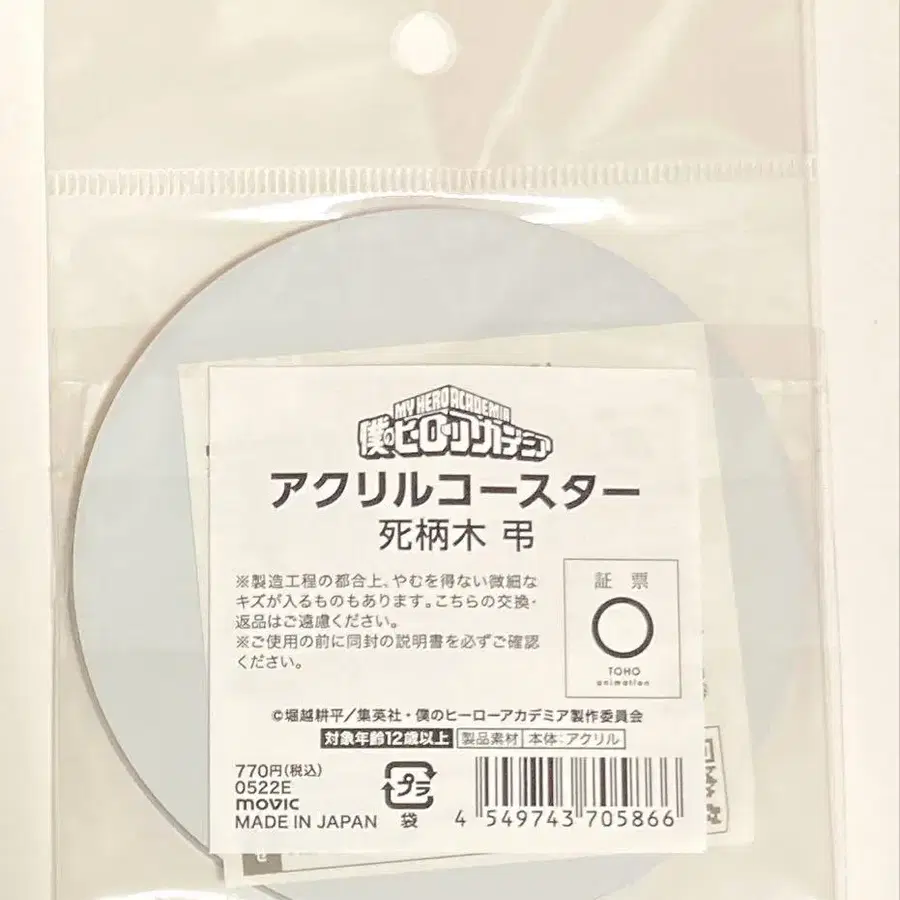 MY HERO ACADEMIA
僕のヒーローアカデミア
アクリルコースター
死柄木 弔
※製造工程の都合上、やむを得ない微細な
キズが入るものもあります。こちらの交換・
返品はご遠慮ください。
※ご使用の前に同封の説明書を必ずご確認
ください。
証 票
TOHO
animation
©堀越耕平／集英社・僕のヒーローアカデミア製作委員会
対象年齢12歳以上 製品素材 本体：アクリル
770円（税込）
0522E
movic
MADE IN JAPAN
プラ
袋
4 549743 705866